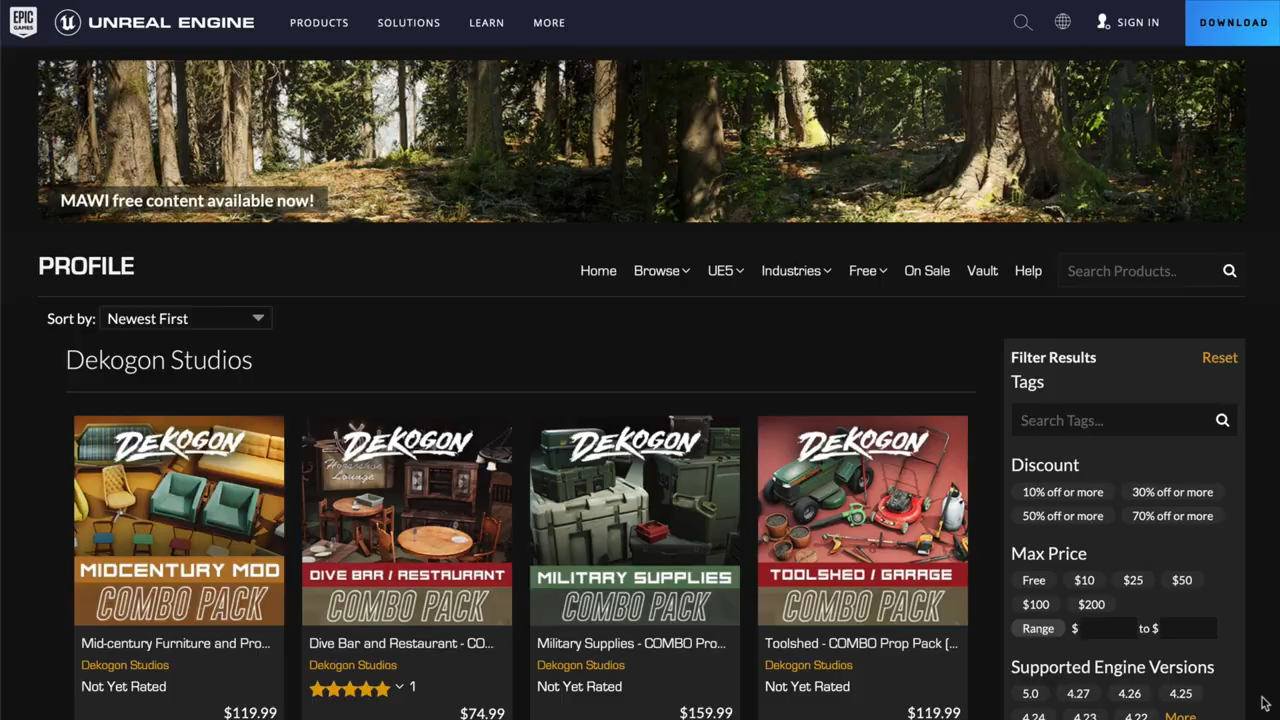 EPIC GAMES
UNREAL ENGINE
PRODUCTS
SOLUTIONS
LEARN
MORE
SIGN IN
DOWNLOAD
MAWI free content available now!
PROFILE
Home
Browse
UE5
Industries
Free
On Sale
Vault
Help
Search Products..
Sort by: Newest First
Dekogon Studios
DEKOGON
MIDCENTURY MOD
COMBO PACK
Mid-century Furniture and Pro...
Dekogon Studios
Not Yet Rated
$119.99
DEKOGON
Lounge
DIVE BAR / RESTAURANT
COMBO PACK
Dive Bar and Restaurant - CO...
Dekogon Studios
1
$74.99
DEKOGON
MILITARY SUPPLIES
COMBO PACK
Military Supplies - COMBO Pro...
Dekogon Studios
Not Yet Rated
$159.99
DEKOGON
TOOLSHED / GARAGE
COMBO PACK
Toolshed - COMBO Prop Pack (...
Dekogon Studios
Not Yet Rated
$119.99
Filter Results
Reset
Tags
Search Tags...
Discount
10% off or more
30% off or more
50% off or more
70% off or more
Max Price
Free
$10
$25
$50
$100
$200
Range $ to $
Supported Engine Versions
5.0
4.27
4.26
4.25
4.24
4.23
4.22
More